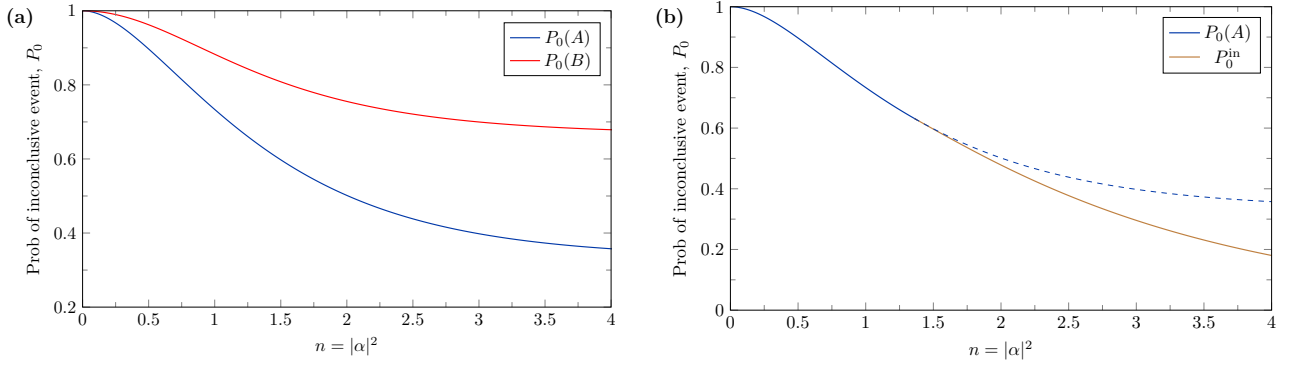 (a)
Prob of inconclusive event, P₀
1
0.8
0.6
0.4
0.2
0 0.5 1 1.5 2 2.5 3 3.5 4
n = |α|²
P₀(A)
P₀(B)
(b)
Prob of inconclusive event, P₀
1
0.8
0.6
0.4
0.2
0
0 0.5 1 1.5 2 2.5 3 3.5 4
n = |α|²
P₀(A)
P₀ⁱⁿ